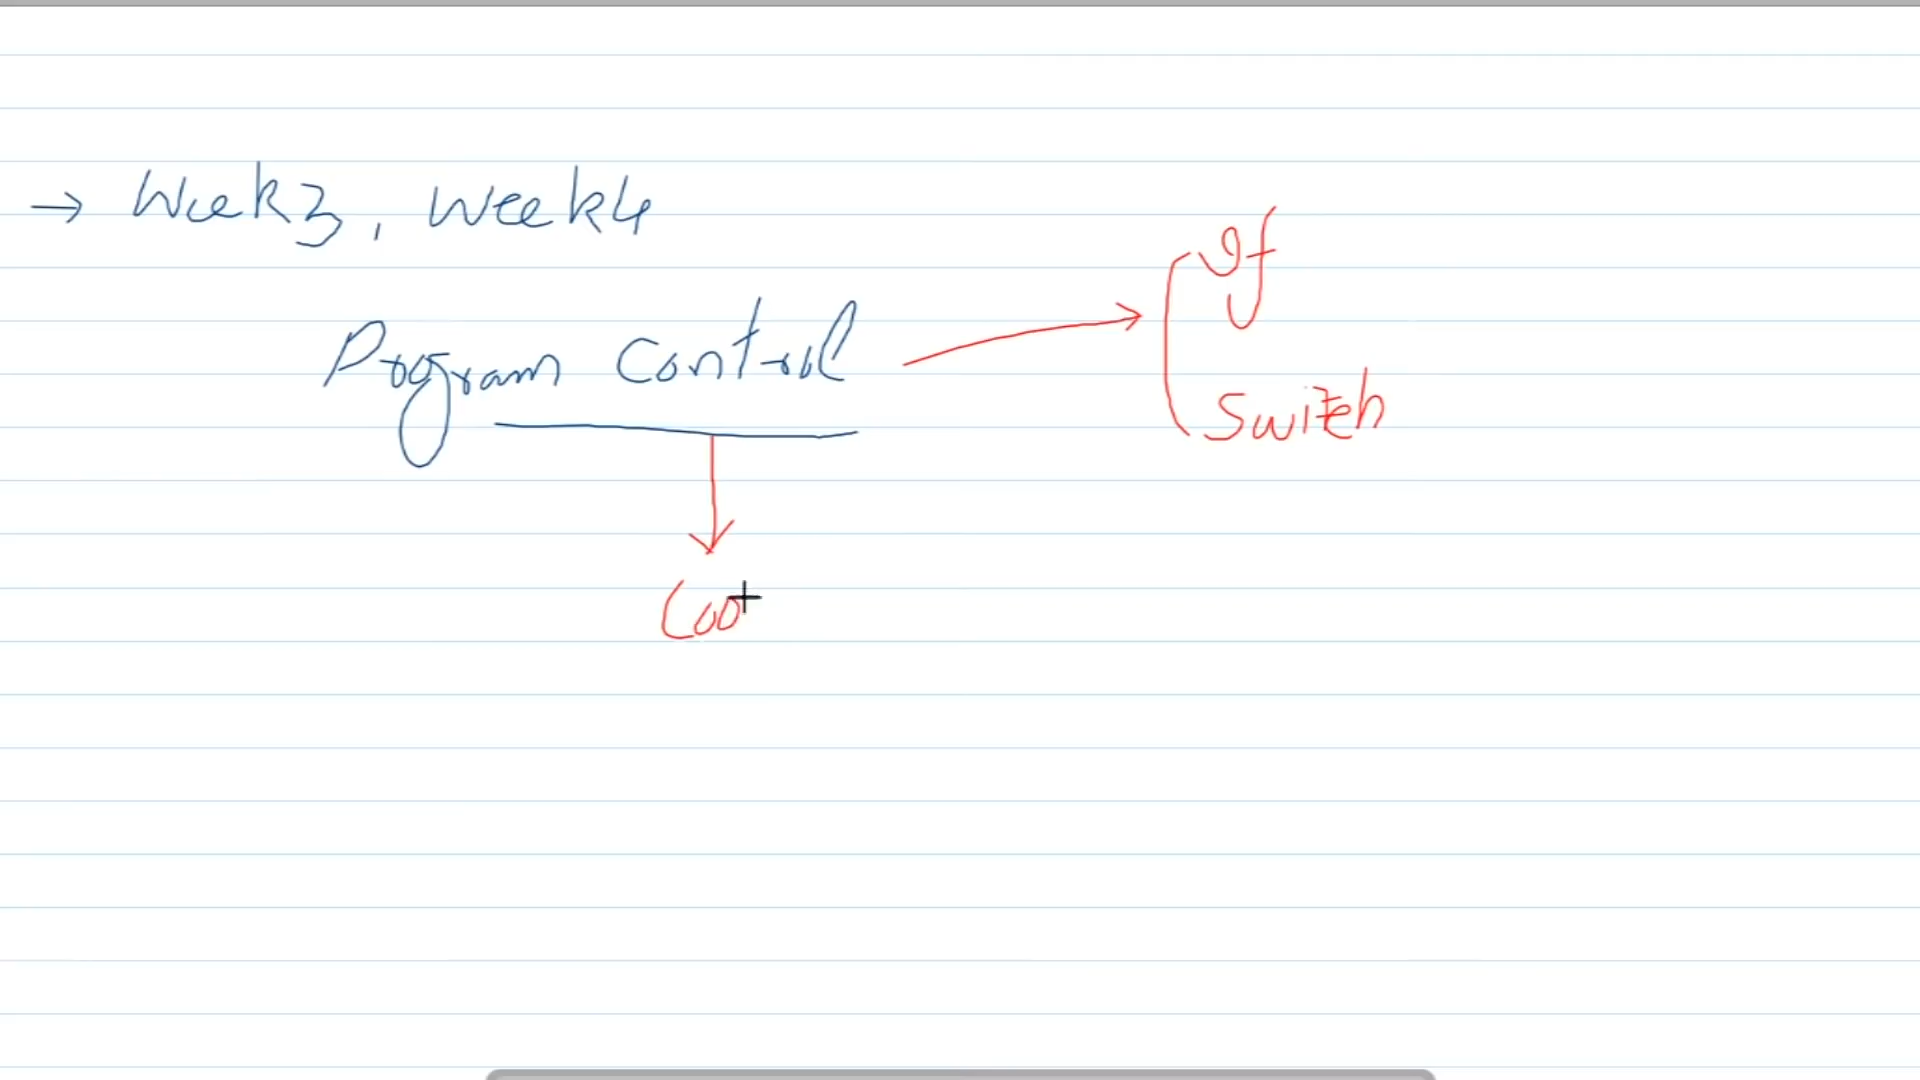 → Week3, Week4
Program Control
If
Switch
Loo